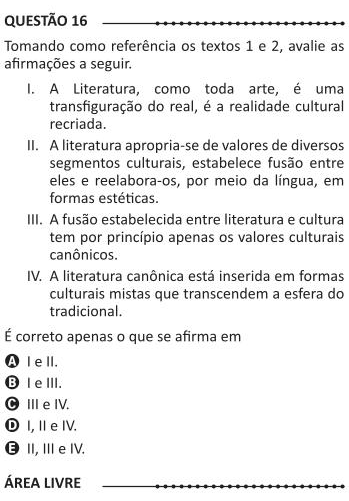 QUESTÃO 16
Tomando como referência os textos 1 e 2, avalie as
afirmações a seguir.
I. A Literatura, como toda arte, é uma
transfiguração do real, é a realidade cultural
recriada.
II. A literatura apropria-se de valores de diversos
segmentos culturais, estabelece fusão entre
eles e reelabora-os, por meio da língua, em
formas estéticas.
III. A fusão estabelecida entre literatura e cultura
tem por princípio apenas os valores culturais
canônicos.
IV. A literatura canônica está inserida em formas
culturais mistas que transcendem a esfera do
tradicional.
É correto apenas o que se afirma em
A I e II.
B I e III.
C III e IV.
D I, II e IV.
E II, III e IV.
ÁREA LIVRE